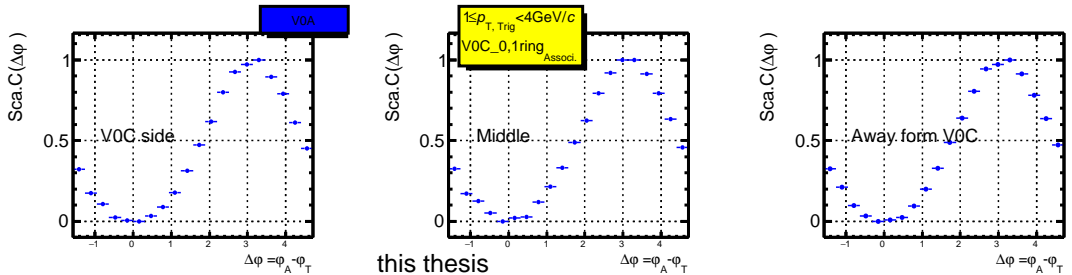 V0A
1≤p_T, Trig <4GeV/c
V0C_0,1ring_Associ.
Sca.C(Δφ)
1
0.5
0
V0C side
−1 0 1 2 3 4
Δφ =φ_A-φ_T
Sca.C(Δφ)
1
0.5
0
Middle
−1 0 1 2 3 4
Δφ =φ_A-φ_T
Sca.C(Δφ)
1
0.5
0
Away form V0C
−1 0 1 2 3 4
Δφ =φ_A-φ_T
this thesis